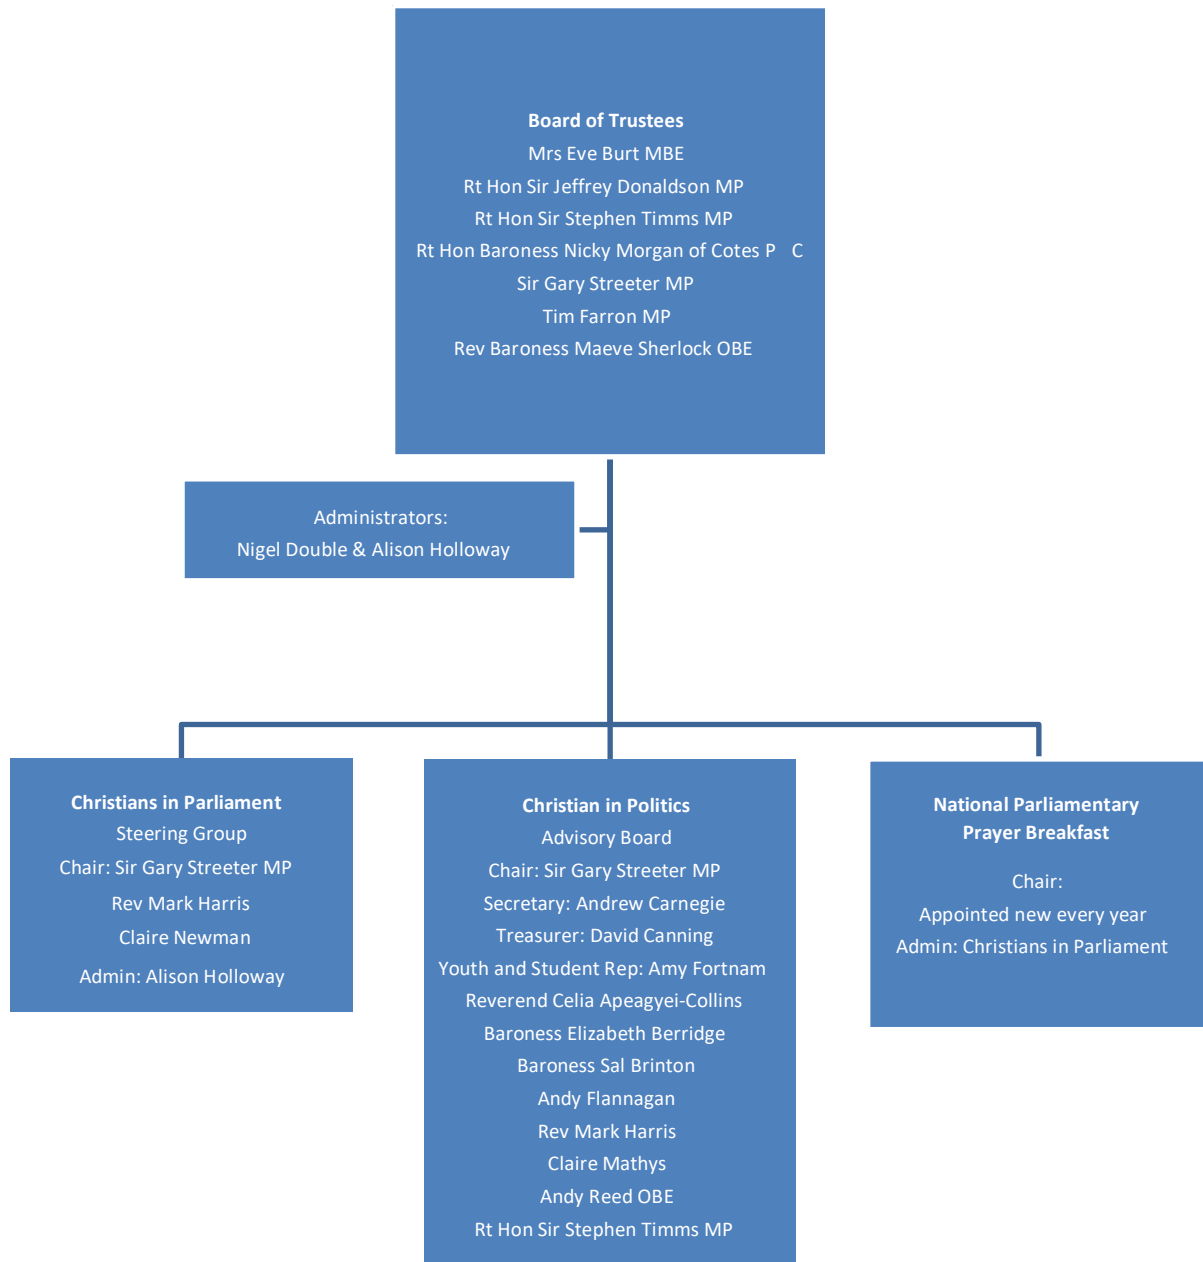 Board of Trustees
Mrs Eve Burt MBE
Rt Hon Sir Jeffrey Donaldson MP
Rt Hon Sir Stephen Timms MP
Rt Hon Baroness Nicky Morgan of Cotes P C
Sir Gary Streeter MP
Tim Farron MP
Rev Baroness Maeve Sherlock OBE
Administrators:
Nigel Double & Alison Holloway
Christians in Parliament
Steering Group
Chair: Sir Gary Streeter MP
Rev Mark Harris
Claire Newman
Admin: Alison Holloway
Christian in Politics
Advisory Board
Chair: Sir Gary Streeter MP
Secretary: Andrew Carnegie
Treasurer: David Canning
Youth and Student Rep: Amy Fortnam
Reverend Celia Apeagyei-Collins
Baroness Elizabeth Berridge
Baroness Sal Brinton
Andy Flannagan
Rev Mark Harris
Claire Mathys
Andy Reed OBE
Rt Hon Sir Stephen Timms MP
National Parliamentary
Prayer Breakfast
Chair:
Appointed new every year
Admin: Christians in Parliament